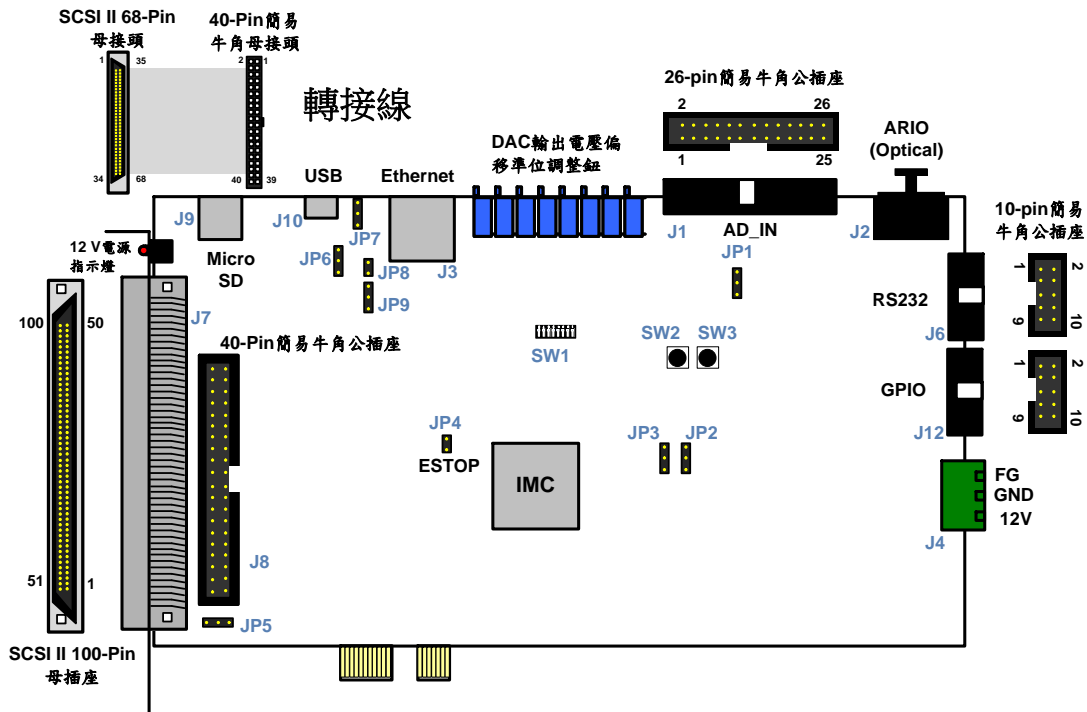 SCSI II 68-Pin
母接頭
1
35
34
68
40-Pin簡易
牛角母接頭
2
1
40
39
轉接線
26-pin簡易牛角公插座
2
26
1
25
ARIO
(Optical)
DAC輸出電壓偏
移準位調整鈕
USB
Ethernet
J9
J10
JP7
J3
J1
AD_IN
J2
10-pin簡易
牛角公插座
1
2
9
10
12 V電源
指示燈
Micro
SD
JP6
JP8
JP9
JP1
RS232
J6
100
50
J7
40-Pin簡易牛角公插座
SW1
SW2
SW3
GPIO
J12
1
2
9
10
JP4
ESTOP
JP3
JP2
IMC
FG
GND
12V
J4
J8
51
1
JP5
SCSI II 100-Pin
母插座